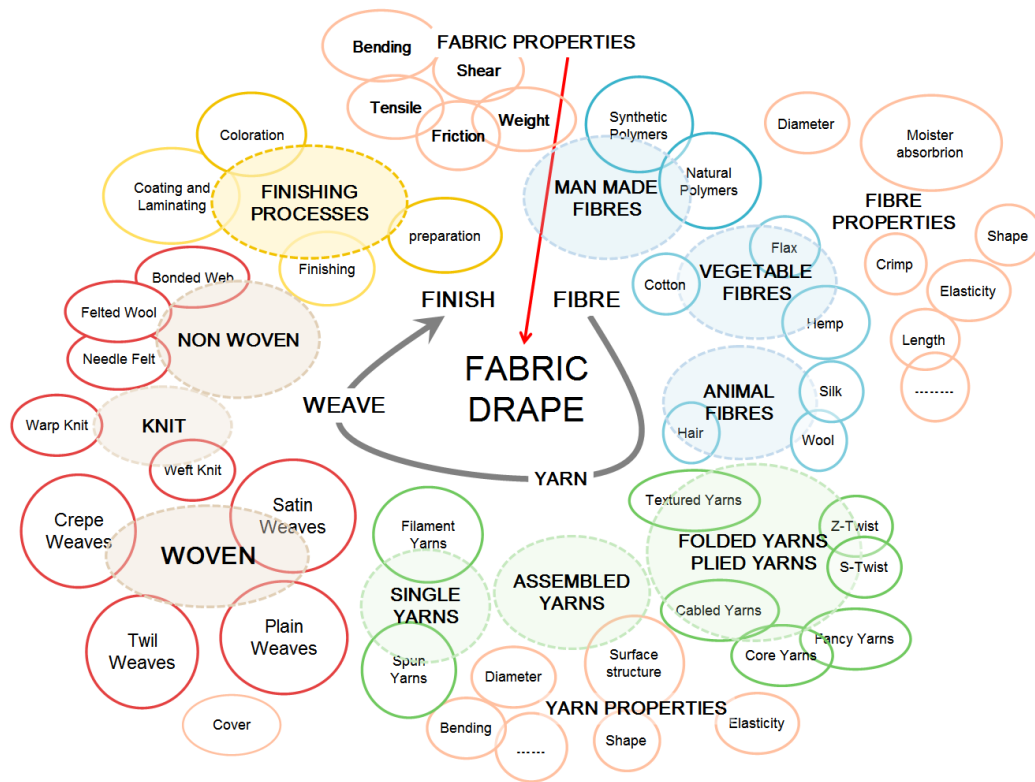 Bending
FABRIC PROPERTIES
Shear
Tensile
Friction
Weight
Synthetic
Polymers
Diameter
Moister
absorbrion
Coloration
Coating and
Laminating
FINISHING
PROCESSES
MAN MADE
FIBRES
Natural
Polymers
FIBRE
PROPERTIES
preparation
Finishing
Shape
Crimp
Elasticity
Length
--------
Flax
VEGETABLE
FIBRES
Cotton
Hemp
Bonded Web
Felted Wool
Needle Felt
NON WOVEN
FINISH
FIBRE
FABRIC
DRAPE
WEAVE
YARN
ANIMAL
FIBRES
Silk
Hair
Wool
Warp Knit
KNIT
Weft Knit
Crepe
Weaves
Satin
Weaves
WOVEN
Twil
Weaves
Plain
Weaves
Cover
Filament
Yarns
SINGLE
YARNS
Spun
Yarns
ASSEMBLED
YARNS
Textured Yarns
FOLDED YARNS
PLIED YARNS
Z-Twist
S-Twist
Cabled Yarns
Core Yarns
Fancy Yarns
Surface
structure
Diameter
YARN PROPERTIES
Bending
------
Shape
Elasticity